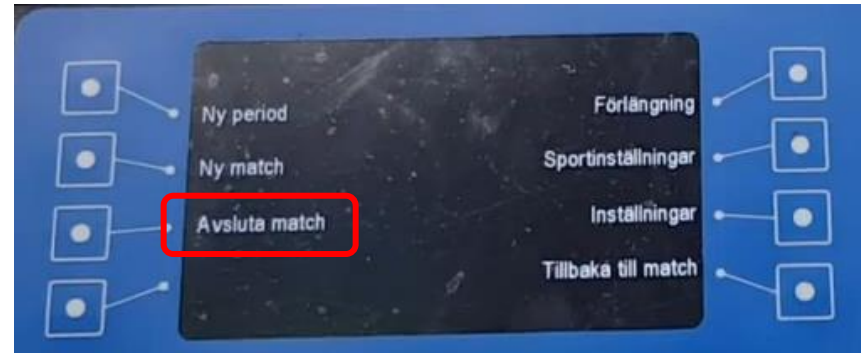 Ny period
Ny match
Avsluta match
Förlängning
Sportinställningar
Inställningar
Tillbaka till match